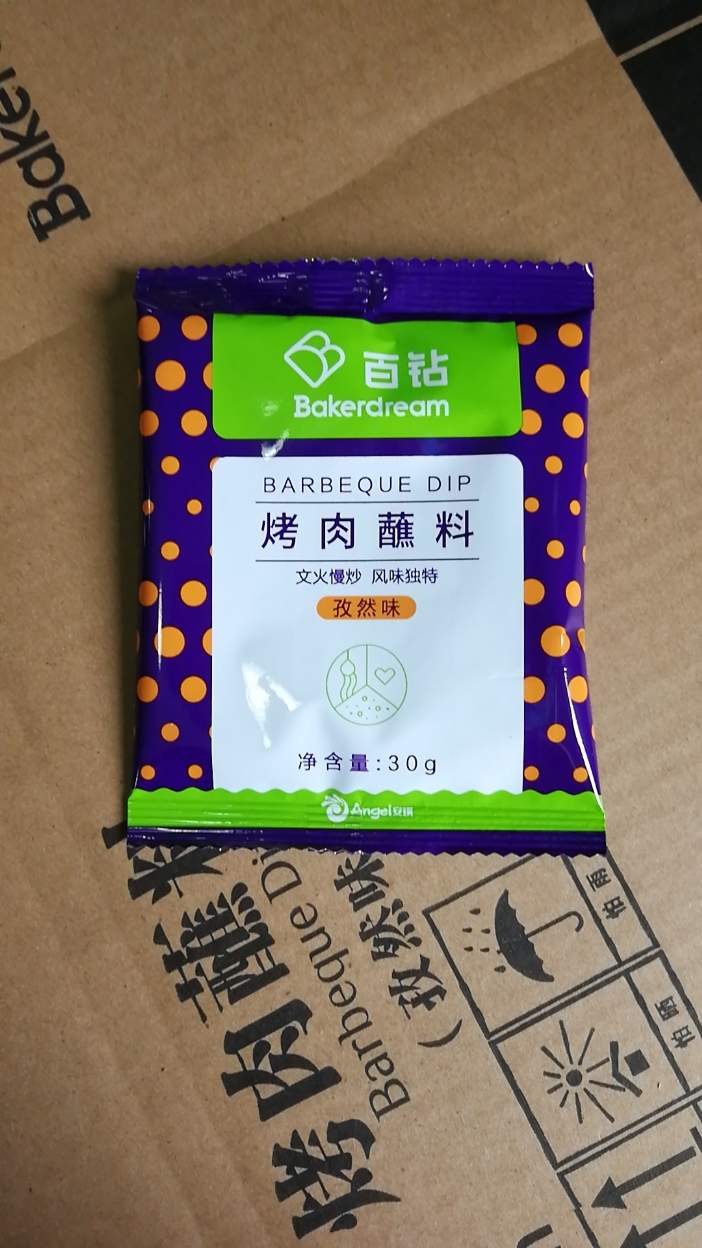 Baker
百钻
Bakerdream
BARBEQUE DIP
烤肉蘸料
文火慢炒 风味独特
孜然味
净含量:30g
Angel安琪
烤肉蘸料
Barbeque Di
(孜然味
怕雨
怕晒